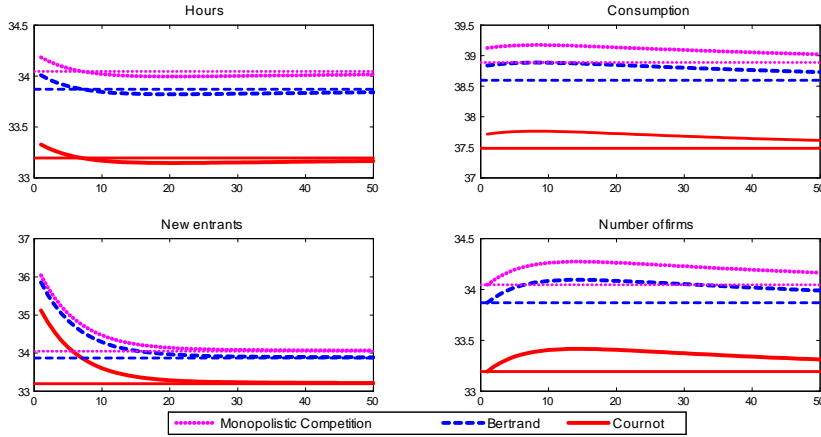 Hours
34.5
34
33.5
33
0 10 20 30 40 50
Consumption
39.5
39
38.5
38
37.5
37
0 10 20 30 40 50
New entrants
37
36
35
34
33
0 10 20 30 40 50
Number of firms
34.5
34
33.5
33
0 10 20 30 40 50
Monopolistic Competition Bertrand Cournot